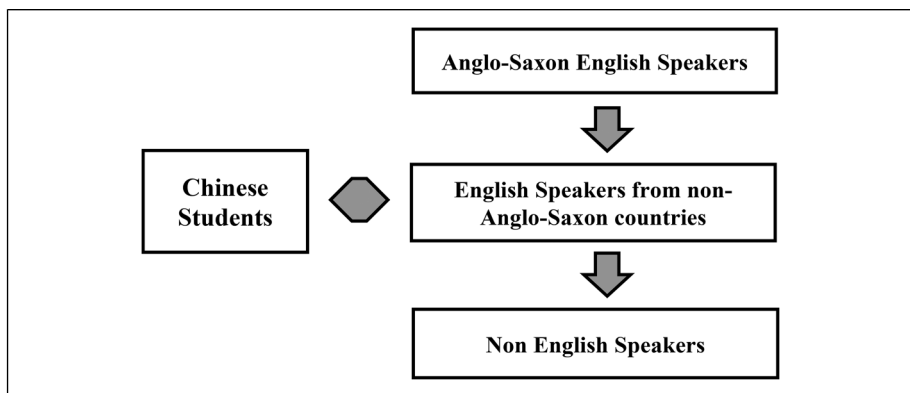 Anglo-Saxon English Speakers
Chinese
Students
English Speakers from non-
Anglo-Saxon countries
Non English Speakers